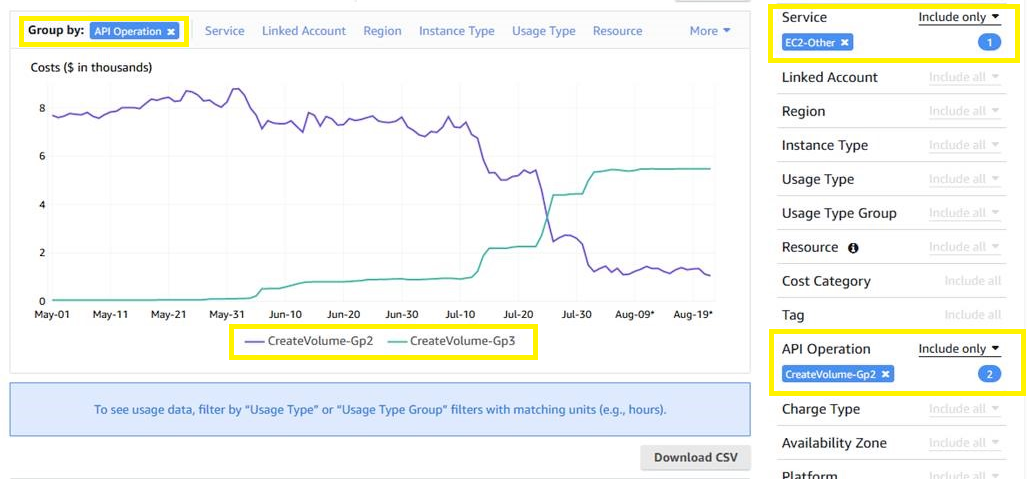 Group by: API Operation × Service Linked Account Region Instance Type Usage Type Resource More
Costs ($ in thousands)
8
6
4
2
0
May-01 May-11 May-21 May-31 Jun-10 Jun-20 Jun-30 Jul-10 Jul-20 Jul-30 Aug-09* Aug-19*
CreateVolume-Gp2 CreateVolume-Gp3
To see usage data, filter by “Usage Type” or “Usage Type Group” filters with matching units (e.g., hours).
Download CSV
Service Include only
EC2-Other × 1
Linked Account Include all
Region Include all
Instance Type Include all
Usage Type Include all
Usage Type Group Include all
Resource Include all
Cost Category Include all
Tag Include all
API Operation Include only
CreateVolume-Gp2 × 2
Charge Type Include all
Availability Zone Include all
Platform Include all